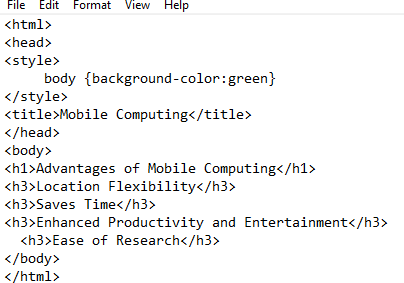 File Edit Format View Help
<html>
<head>
<style>
     body {background-color:green}
</style>
<title>Mobile Computing</title>
</head>
<body>
<h1>Advantages of Mobile Computing</h1>
<h3>Location Flexibility</h3>
<h3>Saves Time</h3>
<h3>Enhanced Productivity and Entertainment</h3>
  <h3>Ease of Research</h3>
</body>
</html>